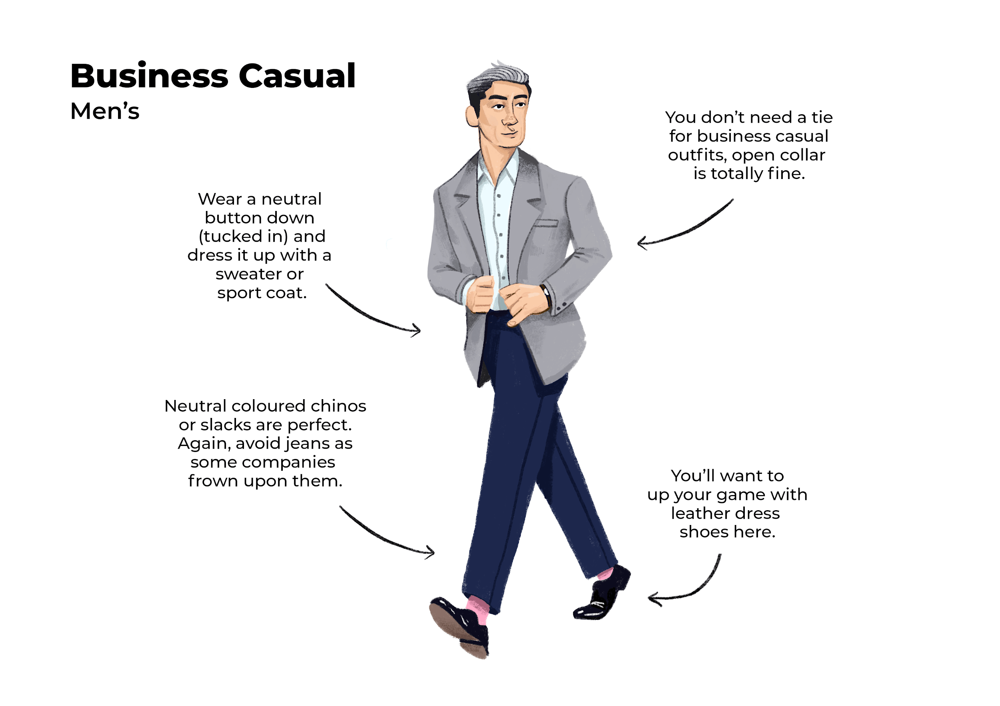 Business Casual
Men’s
You don’t need a tie
for business casual
outfits, open collar
is totally fine.
Wear a neutral
button down
(tucked in) and
dress it up with a
sweater or
sport coat.
Neutral coloured chinos
or slacks are perfect.
Again, avoid jeans as
some companies
frown upon them.
You’ll want to
up your game with
leather dress
shoes here.